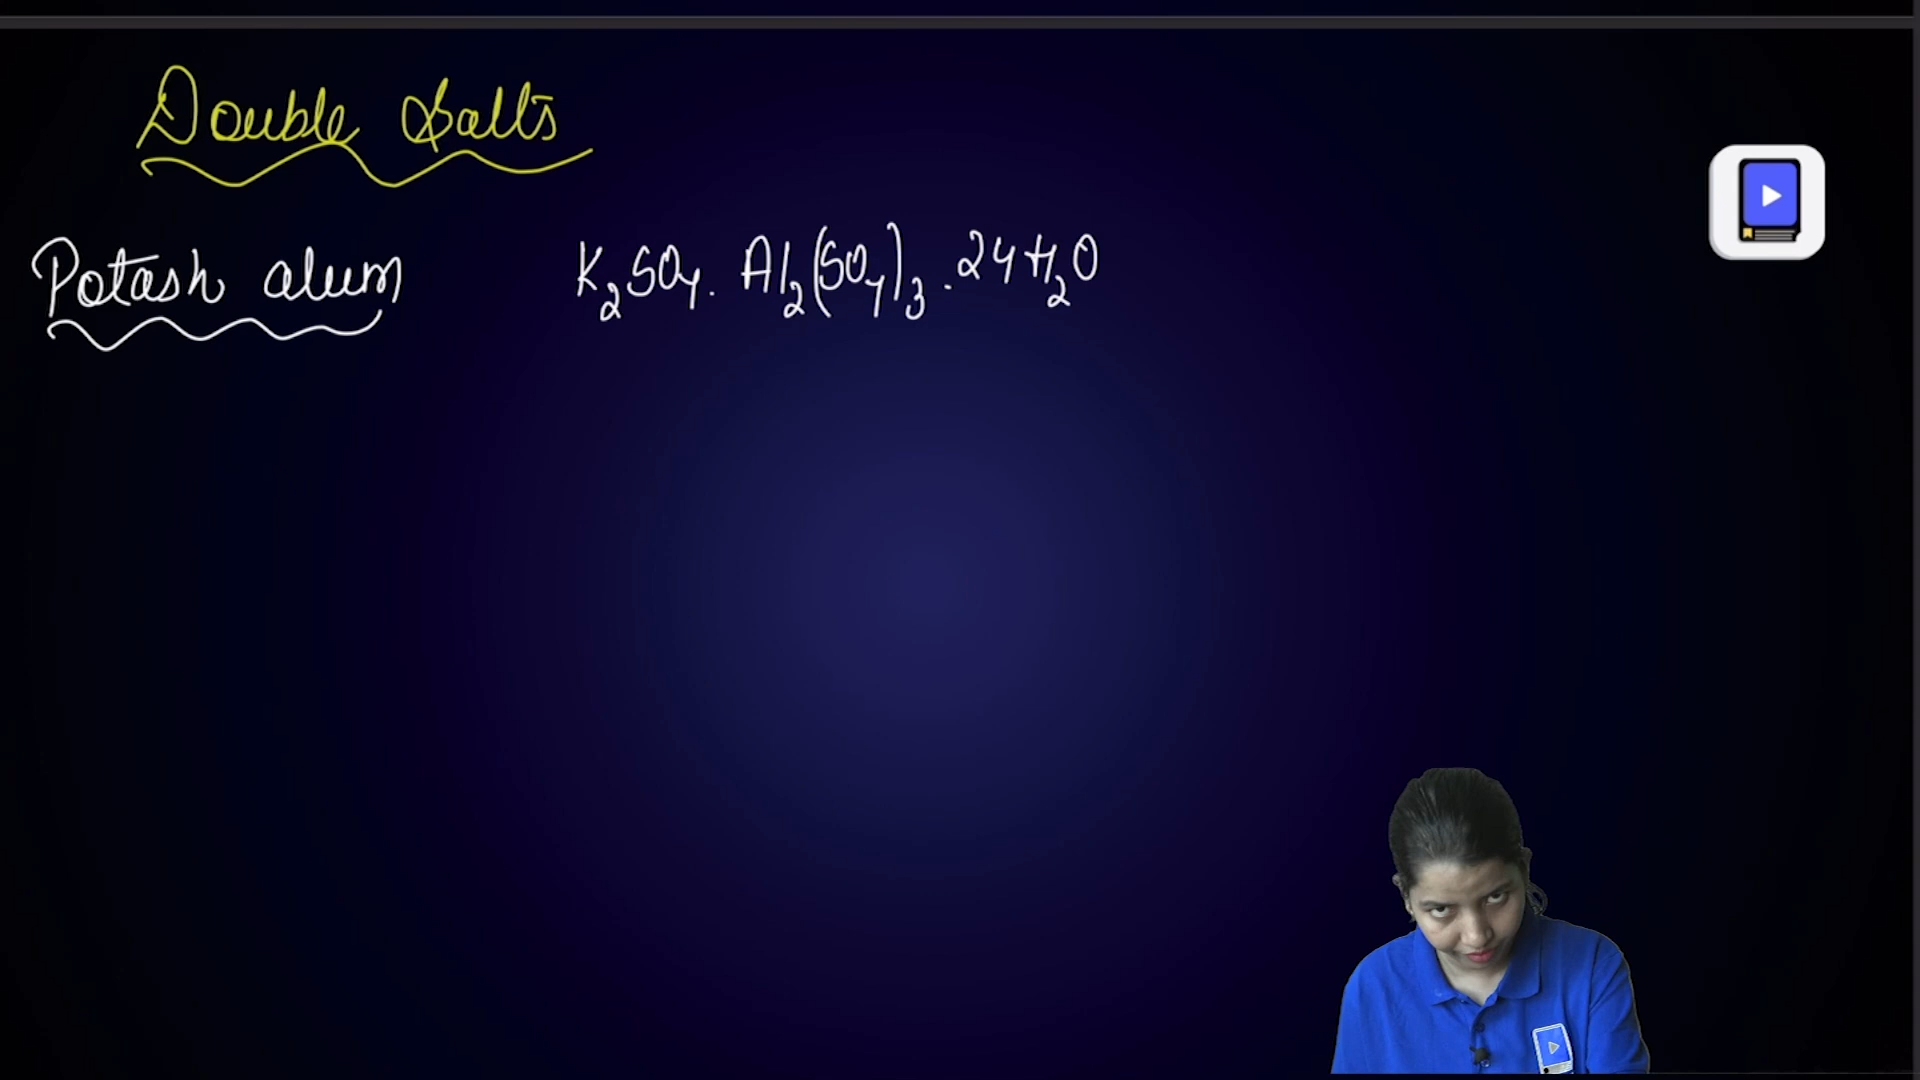 Double Salts
Potash alum K₂SO₄. Al₂(SO₄)₃. 24H₂O